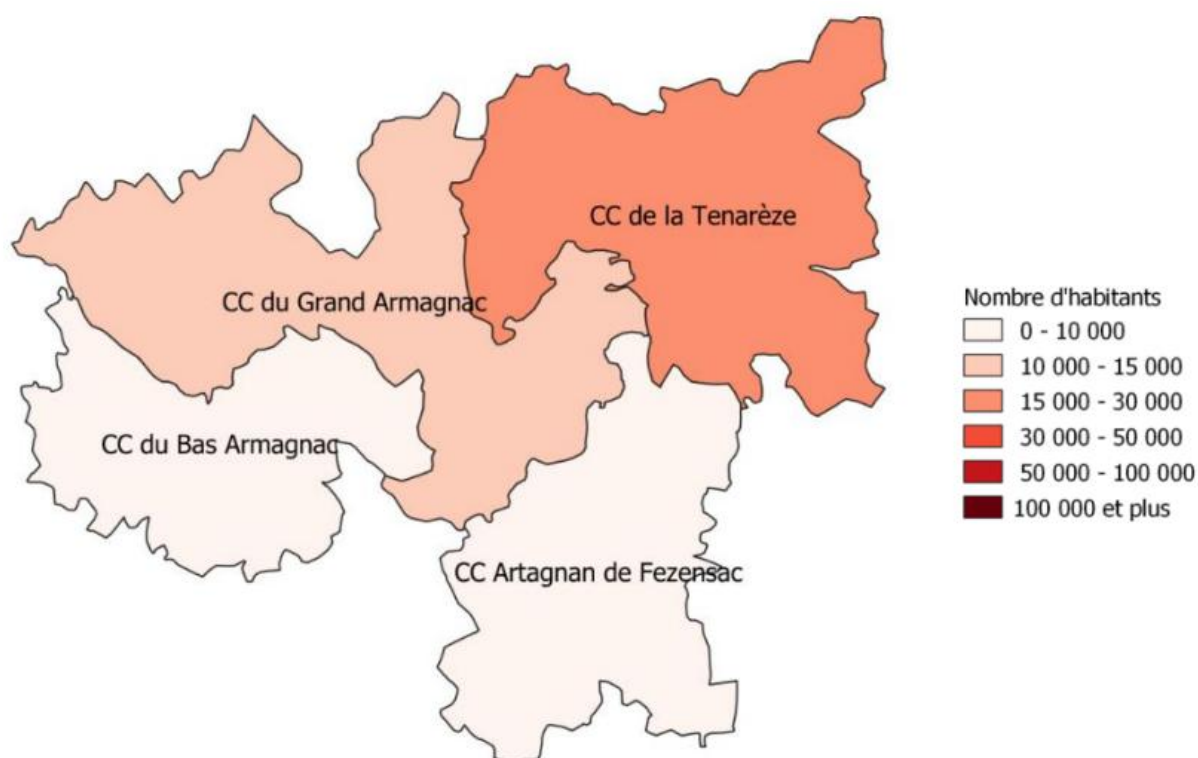 CC de la Tenarèze
CC du Grand Armagnac
CC du Bas Armagnac
CC Artagnan de Fezensac
Nombre d'habitants
0 - 10 000
10 000 - 15 000
15 000 - 30 000
30 000 - 50 000
50 000 - 100 000
100 000 et plus